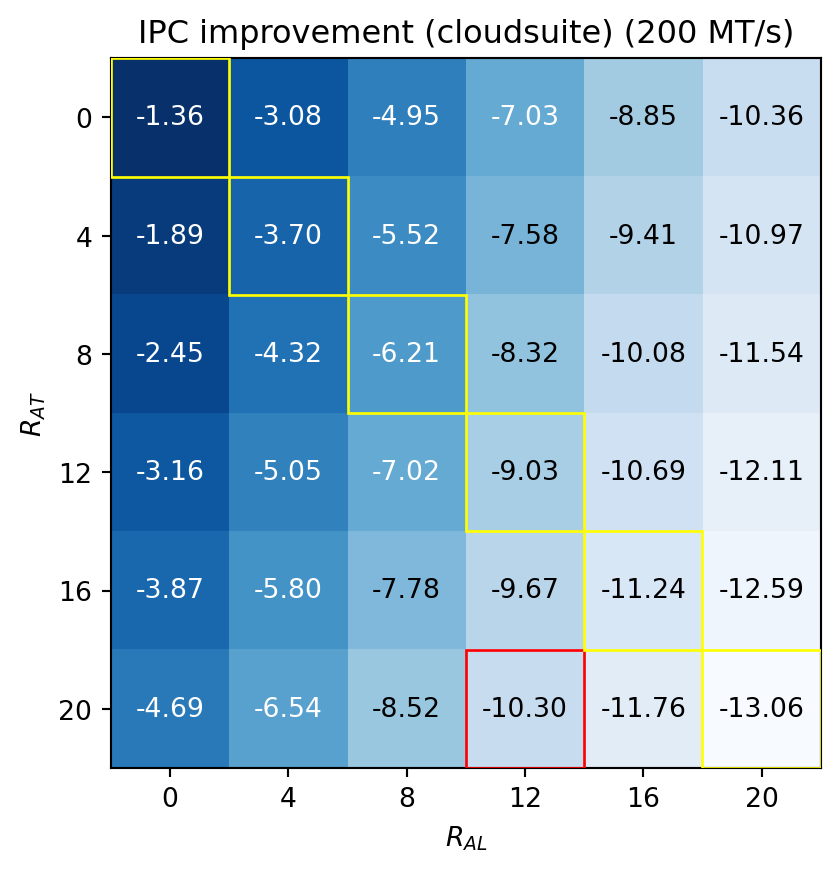 IPC improvement (cloudsuite) (200 MT/s)
0 -1.36 -3.08 -4.95 -7.03 -8.85 -10.36
4 -1.89 -3.70 -5.52 -7.58 -9.41 -10.97
8 -2.45 -4.32 -6.21 -8.32 -10.08 -11.54
12 -3.16 -5.05 -7.02 -9.03 -10.69 -12.11
16 -3.87 -5.80 -7.78 -9.67 -11.24 -12.59
20 -4.69 -6.54 -8.52 -10.30 -11.76 -13.06
0 4 8 12 16 20
R_AT
R_AL